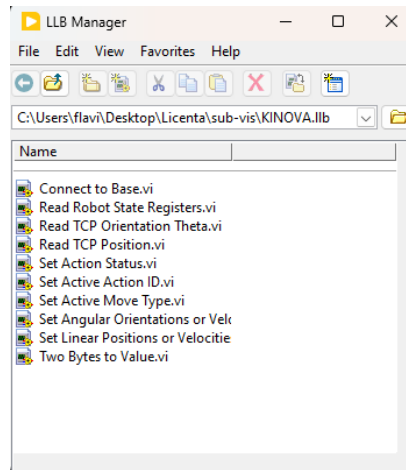 LLB Manager
File Edit View Favorites Help
C:\Users\flavi\Desktop\Licenta\sub-vis\KINOVA.llb
Name
Connect to Base.vi
Read Robot State Registers.vi
Read TCP Orientation Theta.vi
Read TCP Position.vi
Set Action Status.vi
Set Active Action ID.vi
Set Active Move Type.vi
Set Angular Orientations or Velo
Set Linear Positions or Velocitie
Two Bytes to Value.vi